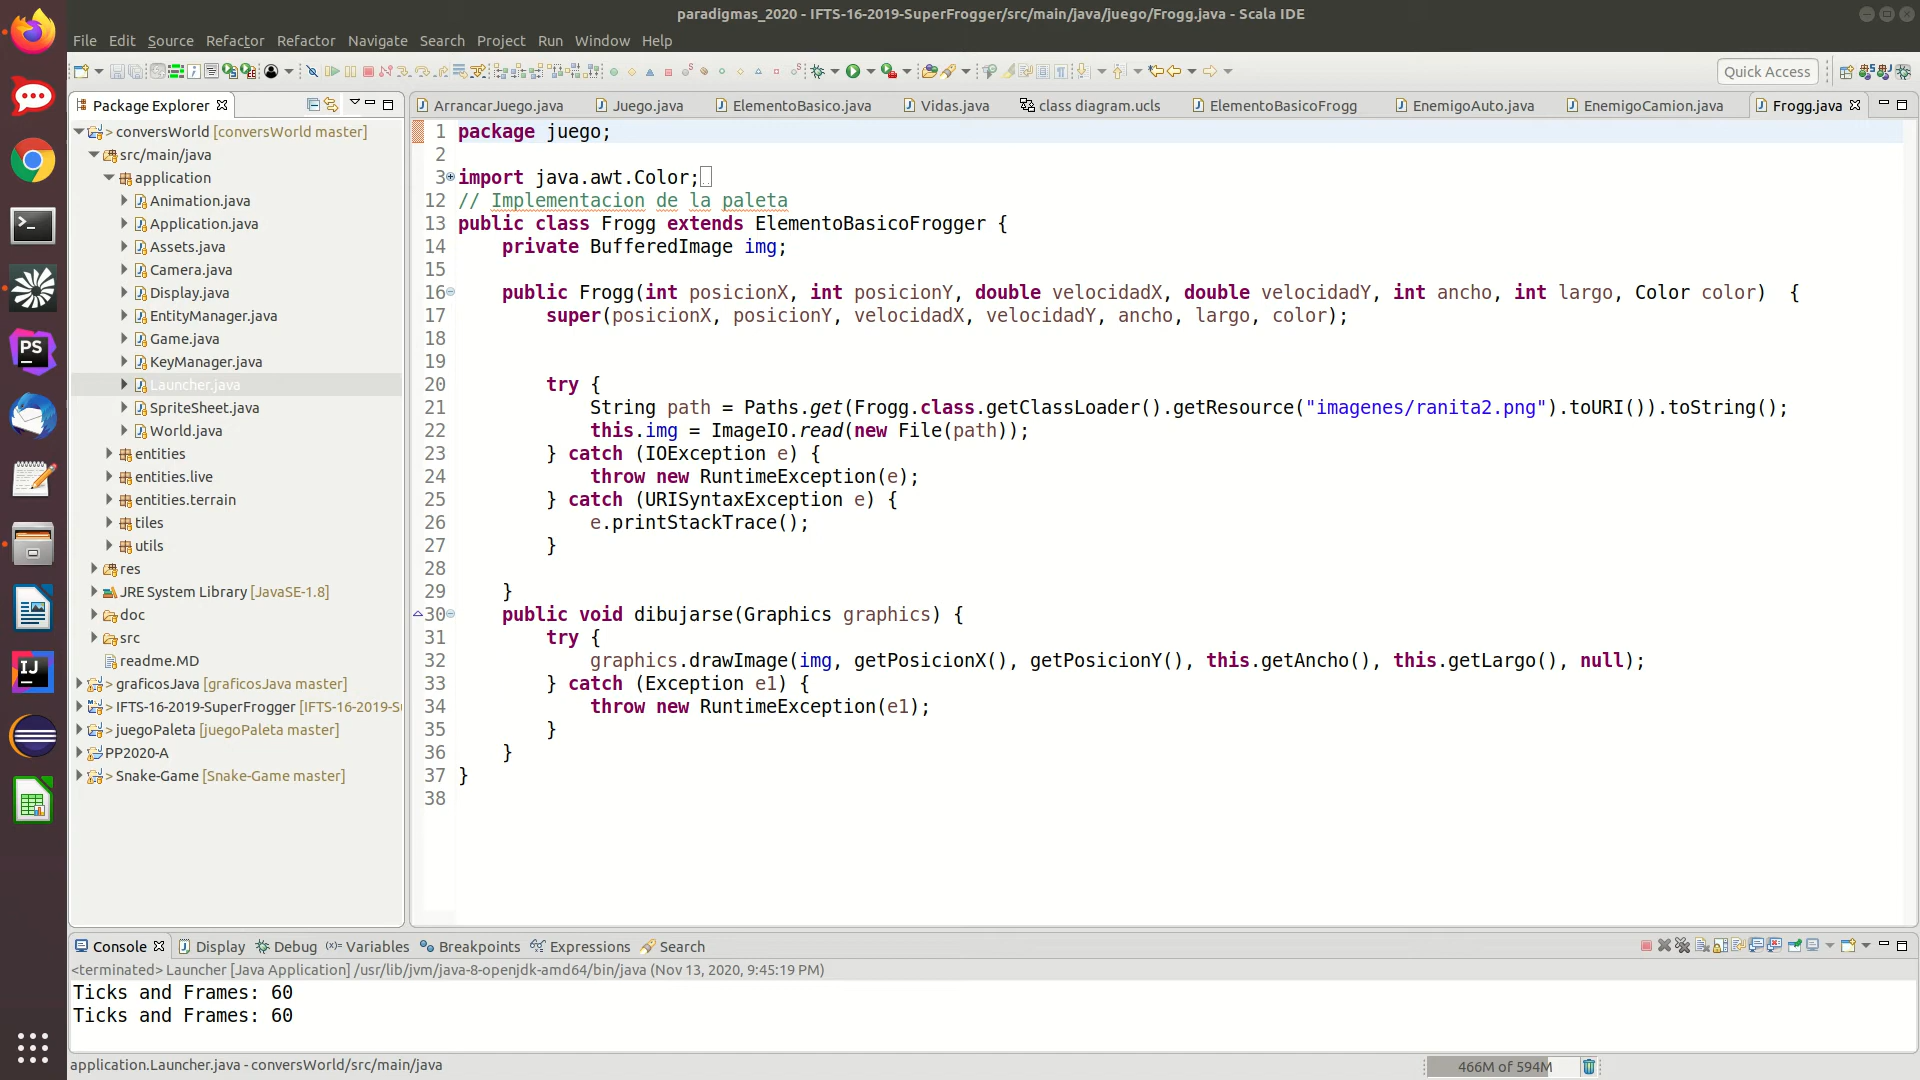 paradigmas_2020 - IFTS-16-2019-SuperFrogger/src/main/java/juego/Frogg.java - Scala IDE
File Edit Source Refactor Refactor Navigate Search Project Run Window Help
Quick Access
Package Explorer
ArrancarJuego.java Juego.java ElementoBasico.java Vidas.java class diagram.ucls ElementoBasicoFrogg EnemigoAuto.java EnemigoCamion.java Frogg.java
> conversWorld [conversWorld master]
src/main/java
application
Animation.java
Application.java
Assets.java
Camera.java
Display.java
EntityManager.java
Game.java
KeyManager.java
Launcher.java
SpriteSheet.java
World.java
entities
entities.live
entities.terrain
tiles
utils
res
JRE System Library [JavaSE-1.8]
doc
src
readme.MD
> graficosJava [graficosJava master]
> IFTS-16-2019-SuperFrogger [IFTS-16-2019-S
> juegoPaleta [juegoPaleta master]
PP2020-A
> Snake-Game [Snake-Game master]
1 package juego;
2
3 import java.awt.Color;
12 // Implementacion de la paleta
13 public class Frogg extends ElementoBasicoFrogger {
14 private BufferedImage img;
15
16 public Frogg(int posicionX, int posicionY, double velocidadX, double velocidadY, int ancho, int largo, Color color) {
17 super(posicionX, posicionY, velocidadX, velocidadY, ancho, largo, color);
18
19
20 try {
21 String path = Paths.get(Frogg.class.getClassLoader().getResource("imagenes/ranita2.png").toURI()).toString();
22 this.img = ImageIO.read(new File(path));
23 } catch (IOException e) {
24 throw new RuntimeException(e);
25 } catch (URISyntaxException e) {
26 e.printStackTrace();
27 }
28
29 }
30 public void dibujarse(Graphics graphics) {
31 try {
32 graphics.drawImage(img, getPosicionX(), getPosicionY(), this.getAncho(), this.getLargo(), null);
33 } catch (Exception e1) {
34 throw new RuntimeException(e1);
35 }
36 }
37 }
38
Console Display Debug (x)= Variables Breakpoints Expressions Search
<terminated> Launcher [Java Application] /usr/lib/jvm/java-8-openjdk-amd64/bin/java (Nov 13, 2020, 9:45:19 PM)
Ticks and Frames: 60
Ticks and Frames: 60
application.Launcher.java - conversWorld/src/main/java
466M of 594M
PS
IJ